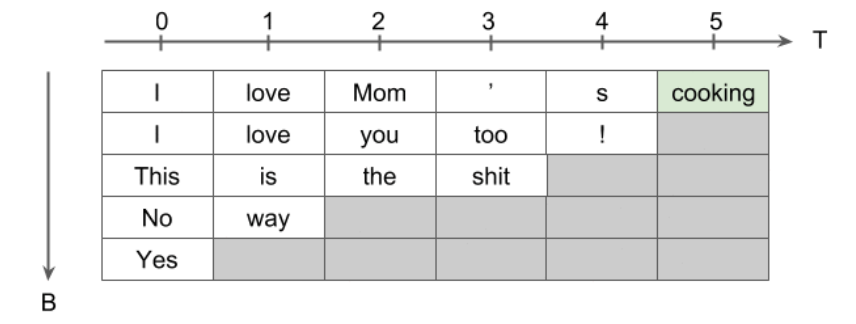 0 1 2 3 4 5
T
I love Mom ’ s cooking
I love you too !
This is the shit
No way
Yes
B